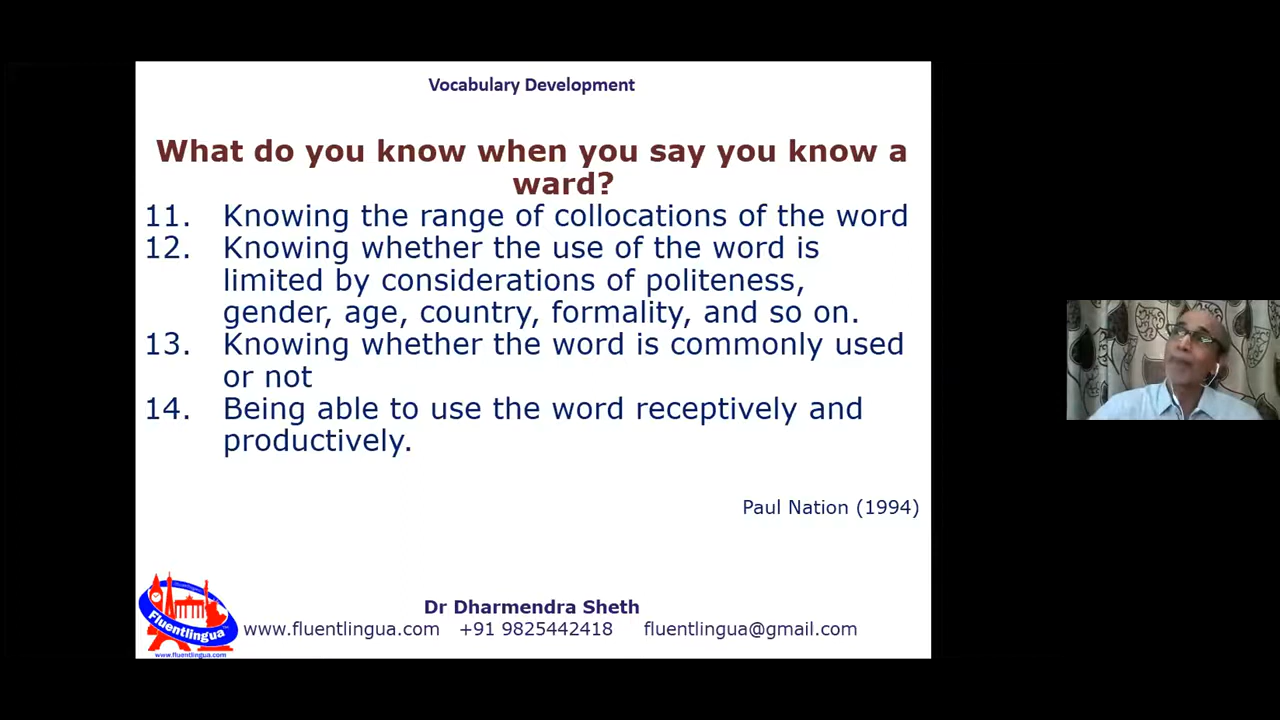 Vocabulary Development
What do you know when you say you know a
ward?
11. Knowing the range of collocations of the word
12. Knowing whether the use of the word is
limited by considerations of politeness,
gender, age, country, formality, and so on.
13. Knowing whether the word is commonly used
or not
14. Being able to use the word receptively and
productively.
Paul Nation (1994)
Dr Dharmendra Sheth
www.fluentlingua.com +91 9825442418 fluentlingua@gmail.com
Fluentlingua
www.fluentlingua.com